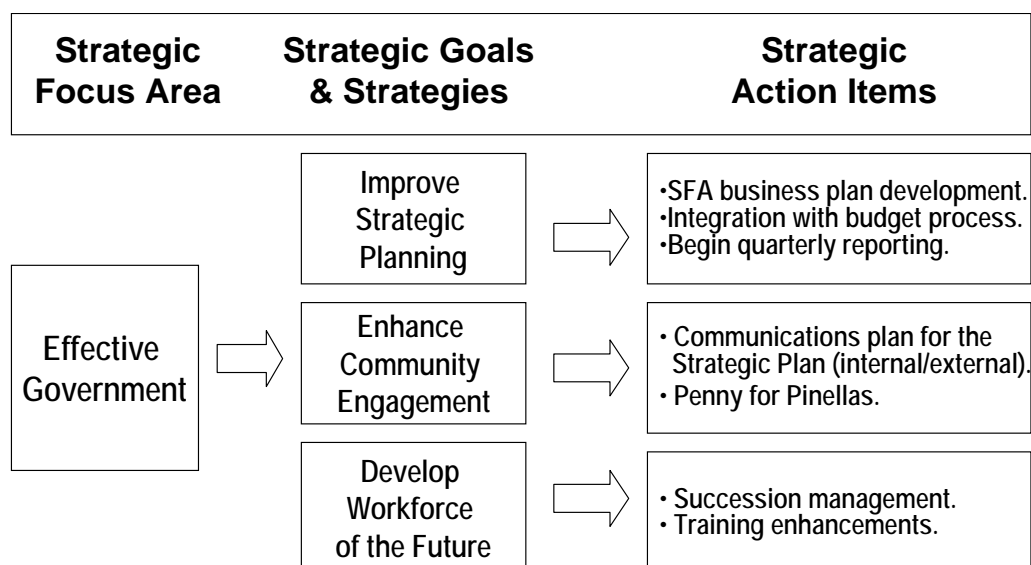 Strategic Focus Area
Strategic Goals & Strategies
Strategic Action Items
Effective Government
Improve
Strategic
Planning
•SFA business plan development.
•Integration with budget process.
•Begin quarterly reporting.
Enhance
Community
Engagement
• Communications plan for the
Strategic Plan (internal/external).
• Penny for Pinellas.
Develop
Workforce
of the Future
• Succession management.
• Training enhancements.